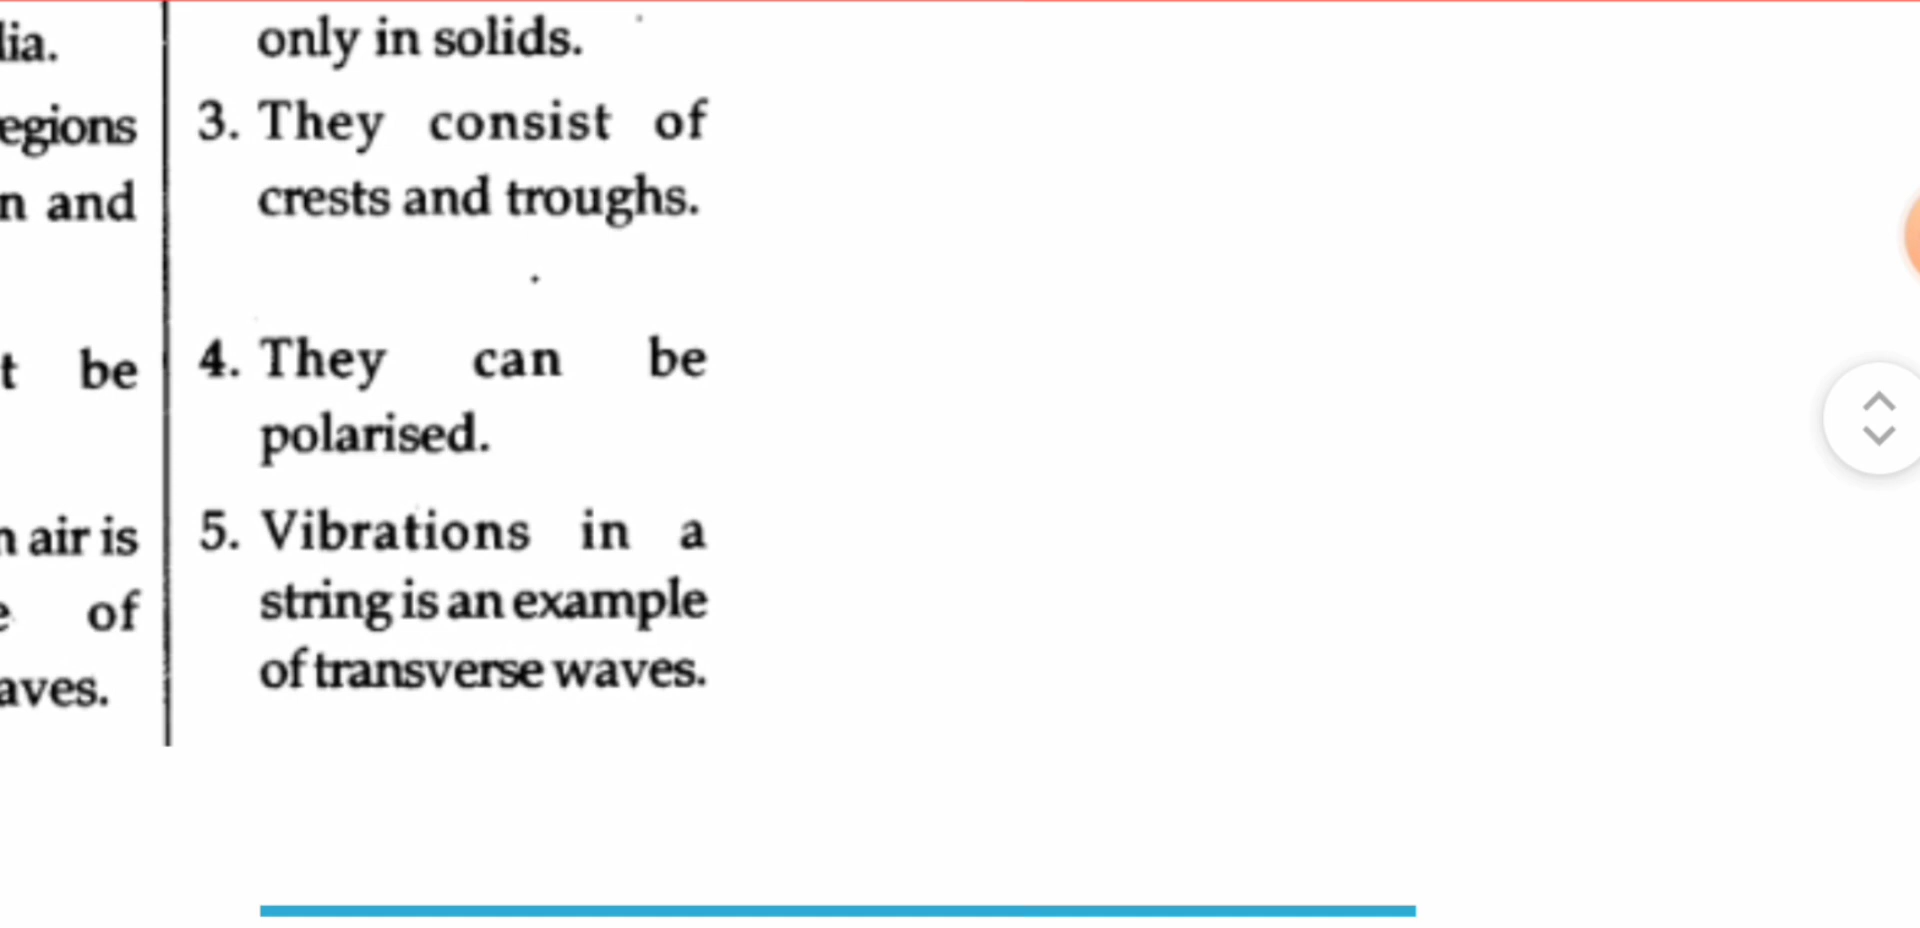 dia.
egions
n and
t be
n air is
e of
aves.
only in solids.
3. They consist of
crests and troughs.
4. They can be
polarised.
5. Vibrations in a
string is an example
of transverse waves.